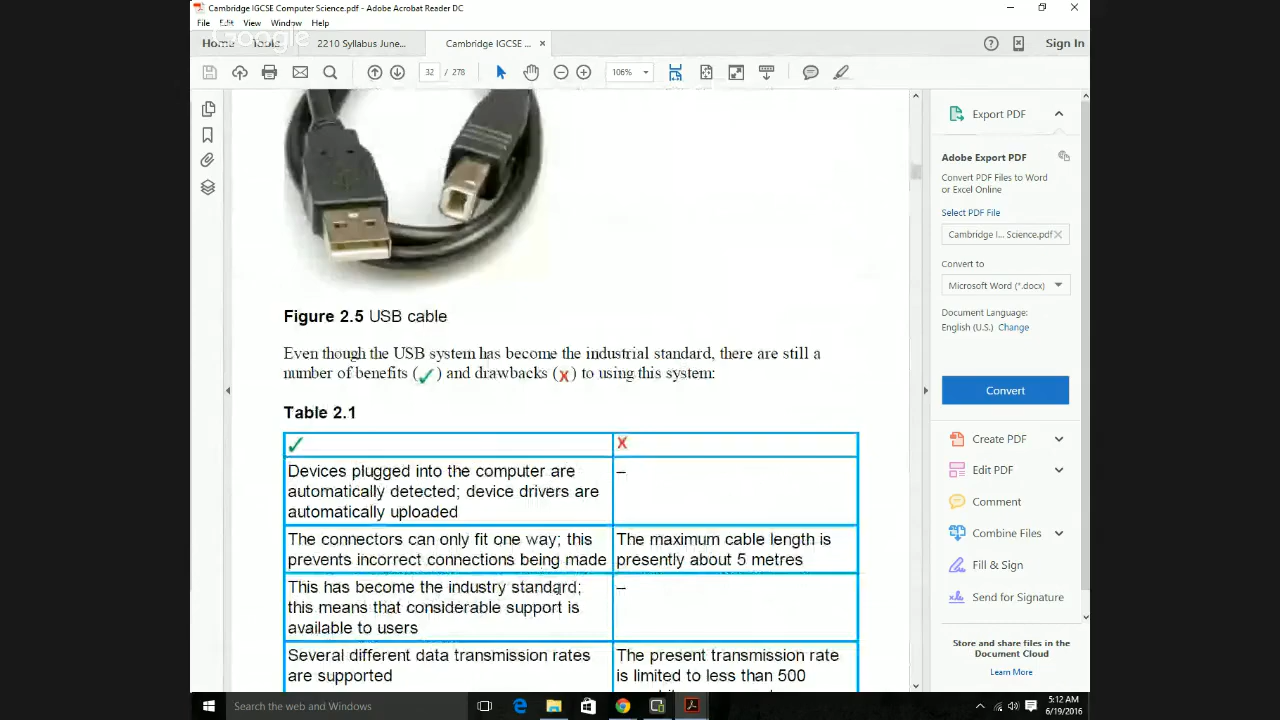 Cambridge IGCSE Computer Science.pdf - Adobe Acrobat Reader DC
File Edit View Window Help
Google
Home Tools 2210 Syllabus June... Cambridge IGCSE ... Sign In
32 / 278 106%
Export PDF
Adobe Export PDF
Convert PDF Files to Word
or Excel Online
Select PDF File
Cambridge I... Science.pdf
Convert to
Microsoft Word (*.docx)
Document Language:
English (U.S.) Change
Convert
Create PDF
Edit PDF
Comment
Combine Files
Fill & Sign
Send for Signature
Store and share files in the
Document Cloud
Learn More
Figure 2.5 USB cable
Even though the USB system has become the industrial standard, there are still a
number of benefits (✓) and drawbacks (x) to using this system:
Table 2.1
✓ x
Devices plugged into the computer are
automatically detected; device drivers are
automatically uploaded
–
The connectors can only fit one way; this
prevents incorrect connections being made
The maximum cable length is
presently about 5 metres
This has become the industry standard;
this means that considerable support is
available to users
–
Several different data transmission rates
are supported
The present transmission rate
is limited to less than 500
Search the web and Windows
5:12 AM
6/19/2016